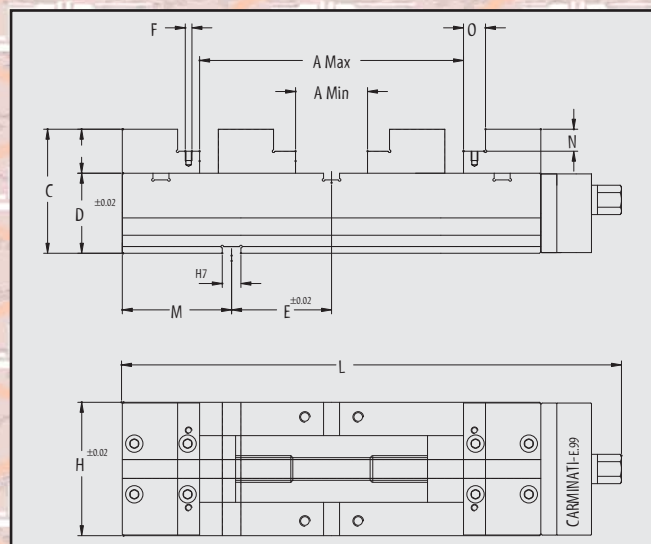 F
O
A Max
A Min
N
C
D ±0.02
H7
M
E ±0.02
L
H ±0.02
CARMINATI-E.99